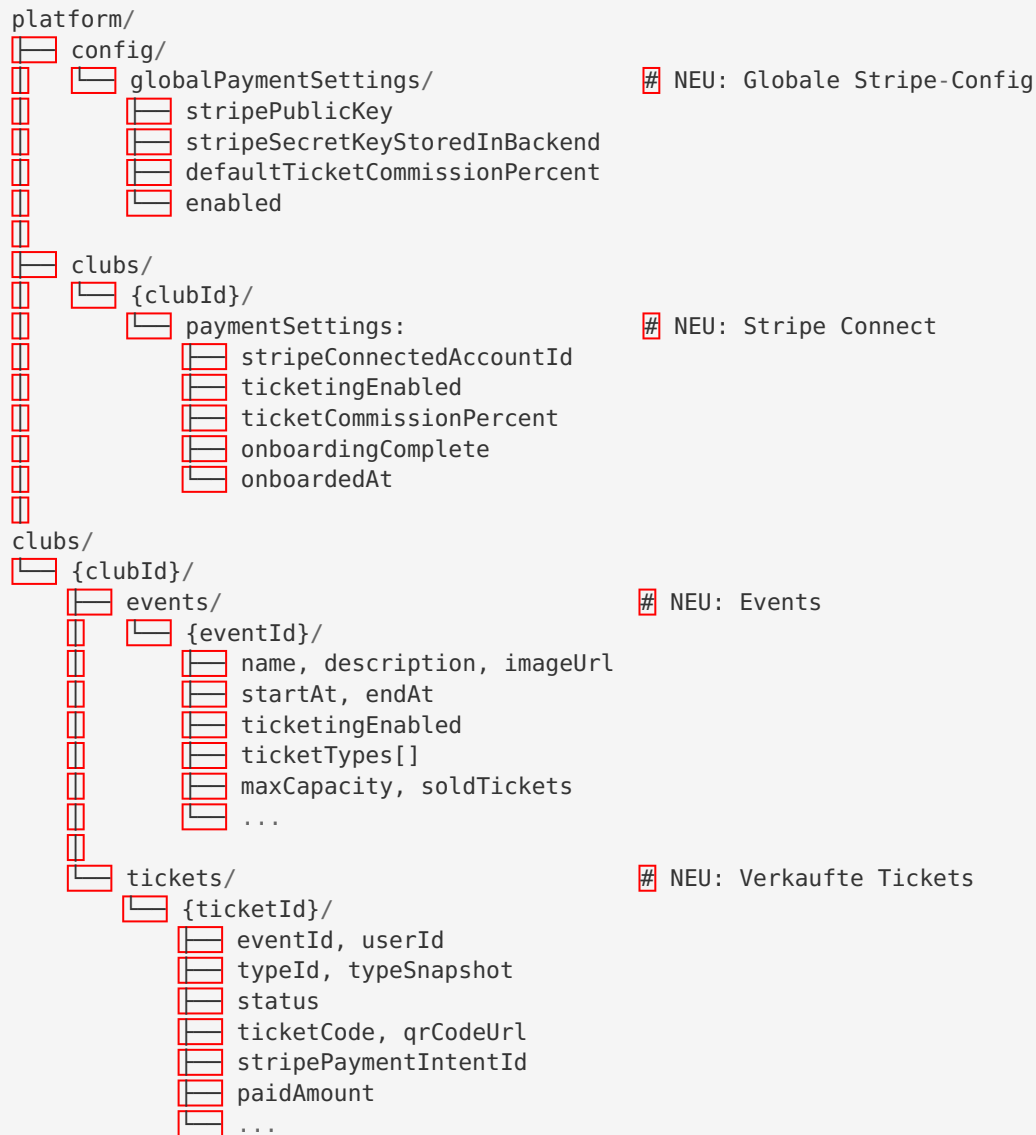 platform/
├── config/
│   └── globalPaymentSettings/               # NEU: Globale Stripe-Config
│       ├── stripePublicKey
│       ├── stripeSecretKeyStoredInBackend
│       ├── defaultTicketCommissionPercent
│       └── enabled
│
├── clubs/
│   └── {clubId}/
│       └── paymentSettings:                 # NEU: Stripe Connect
│           ├── stripeConnectedAccountId
│           ├── ticketingEnabled
│           ├── ticketCommissionPercent
│           ├── onboardingComplete
│           └── onboardedAt
│
clubs/
└── {clubId}/
    ├── events/                              # NEU: Events
    │   └── {eventId}/
    │       ├── name, description, imageUrl
    │       ├── startAt, endAt
    │       ├── ticketingEnabled
    │       ├── ticketTypes[]
    │       ├── maxCapacity, soldTickets
    │       └── ...
    │
    └── tickets/                             # NEU: Verkaufte Tickets
        └── {ticketId}/
            ├── eventId, userId
            ├── typeId, typeSnapshot
            ├── status
            ├── ticketCode, qrCodeUrl
            ├── stripePaymentIntentId
            ├── paidAmount
            └── ...